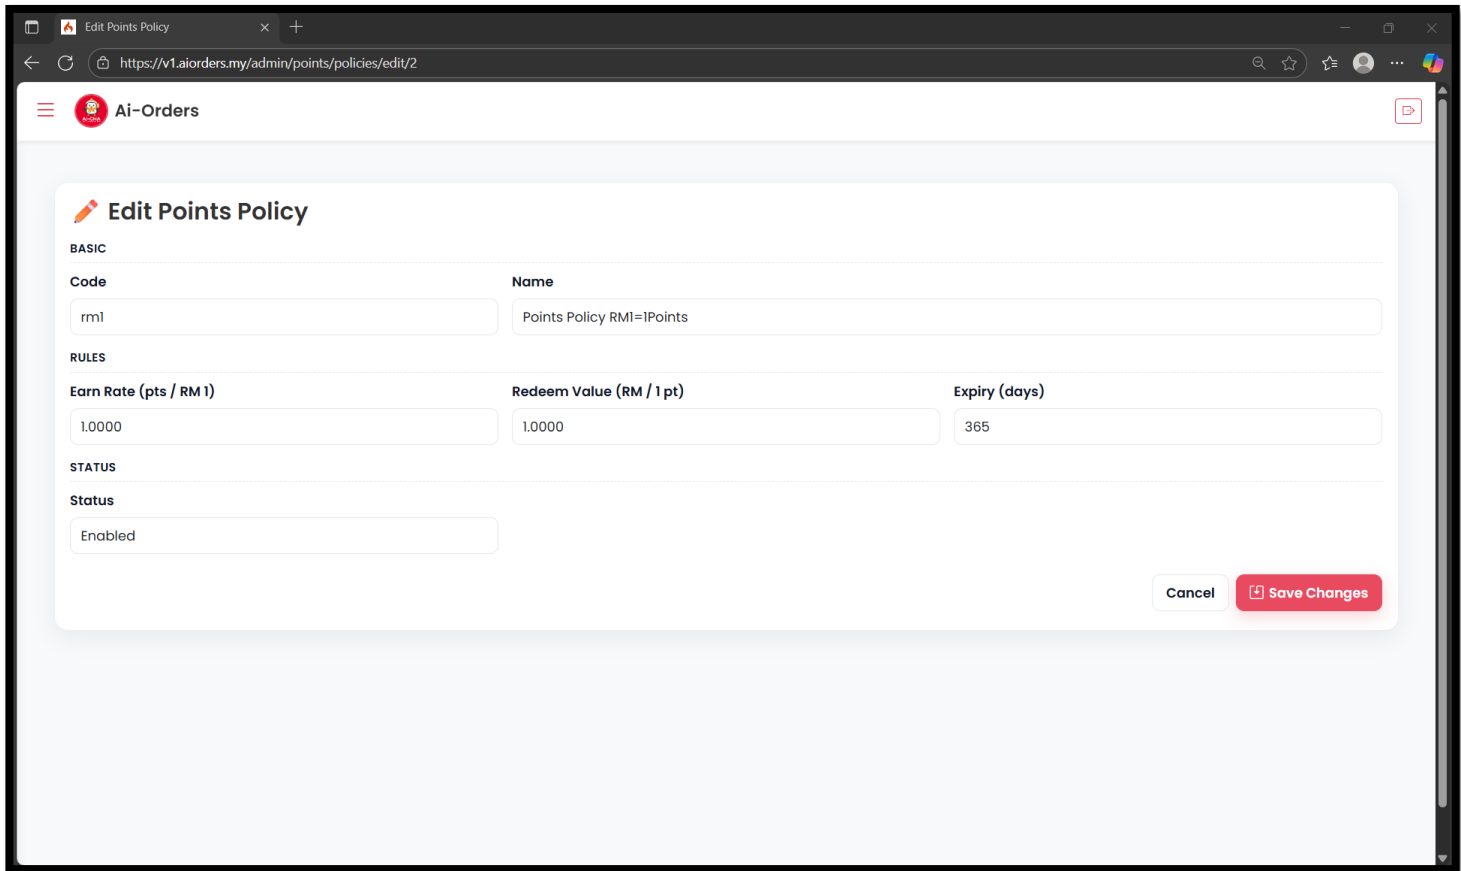 Edit Points Policy
https://v1.aiorders.my/admin/points/policies/edit/2
Ai-Orders
Edit Points Policy
BASIC
Code Name
rm1 Points Policy RM1=1Points
RULES
Earn Rate (pts / RM 1) Redeem Value (RM / 1 pt) Expiry (days)
1.0000 1.0000 365
STATUS
Status
Enabled
Cancel Save Changes